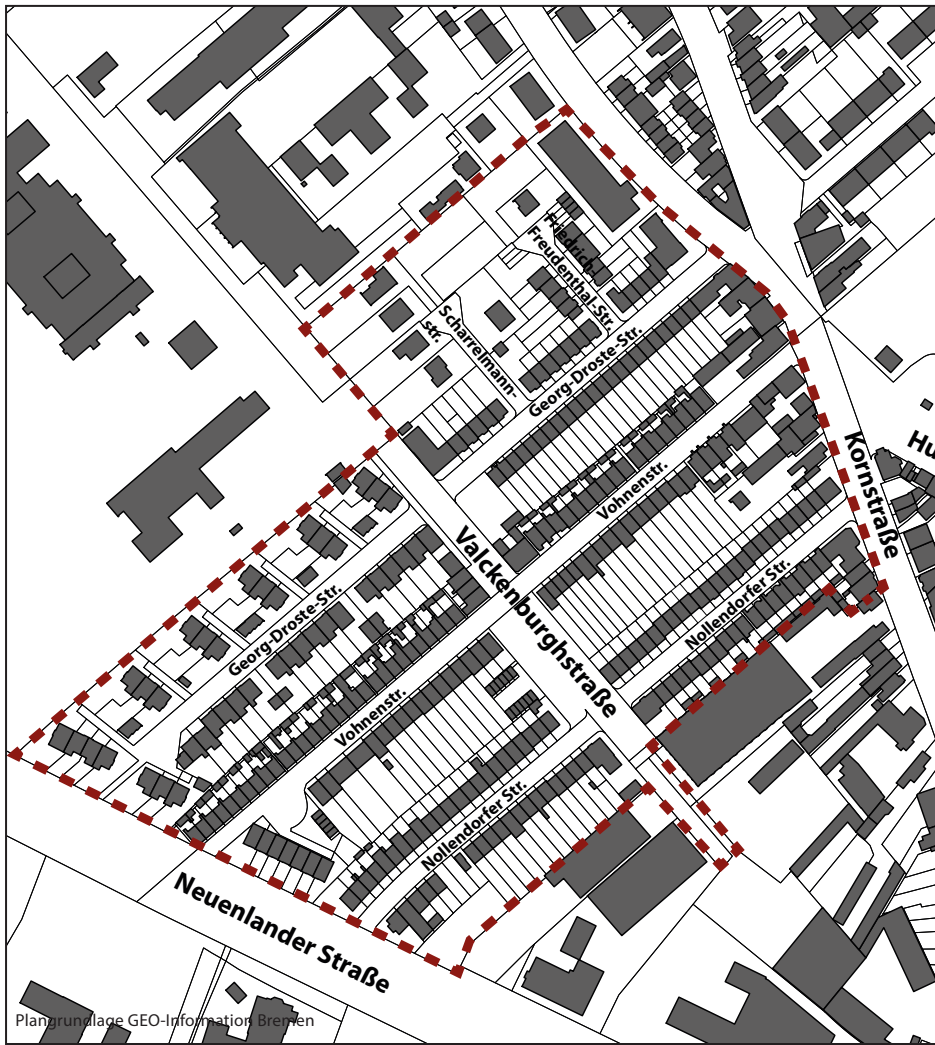 Friedrich-
Freudenthal-Str.
Scharrelmann-
str.
Georg-Droste-Str.
Vohnenstr.
Kornstraße
Hu
Valckenburghstraße
Nollendorfer Str.
Georg-Droste-Str.
Vohnenstr.
Nollendorfer Str.
Neuenlander Straße
Plangrundlage GEO-Information Bremen